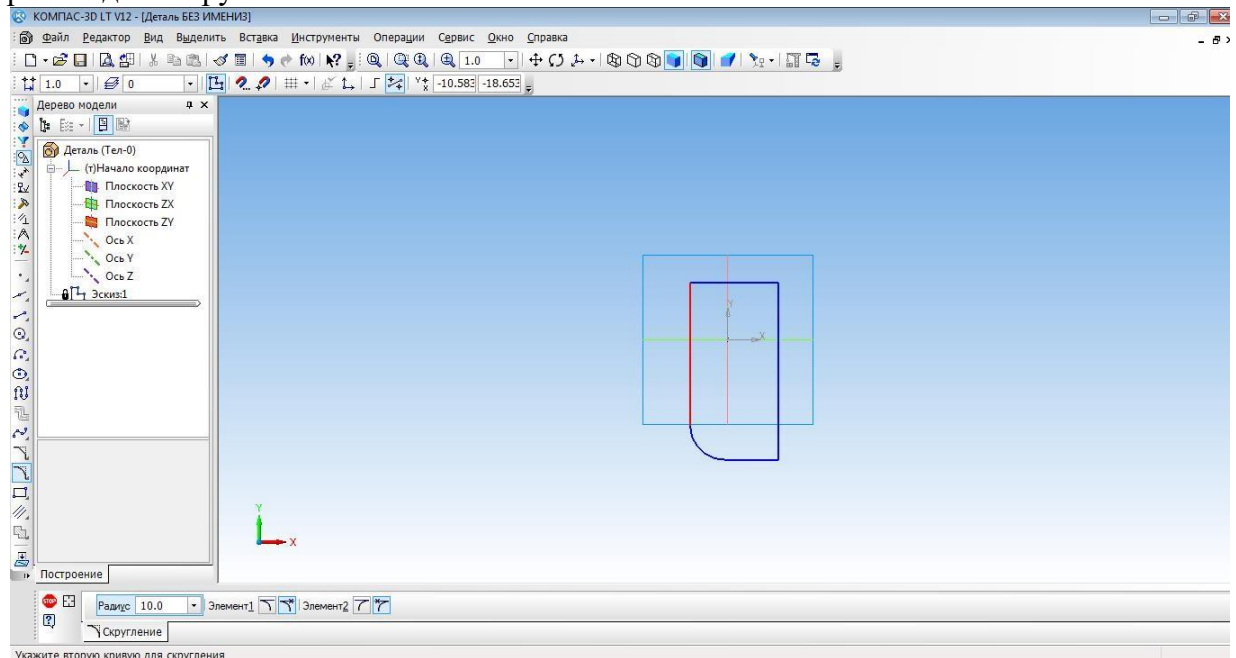 КОМПАС-3D LT V12 - [Деталь БЕЗ ИМЕНИ3]
Файл Редактор Вид Выделить Вставка Инструменты Операции Сервис Окно Справка
1.0
1.0 0 -10.583 -18.653
Дерево модели
Деталь (Тел-0)
(т)Начало координат
Плоскость XY
Плоскость ZX
Плоскость ZY
Ось X
Ось Y
Ось Z
Эскиз:1
Y
X
Y
X
Построение
Радиус 10.0 Элемент1 Элемент2
Скругление
Укажите вторую кривую для скругления